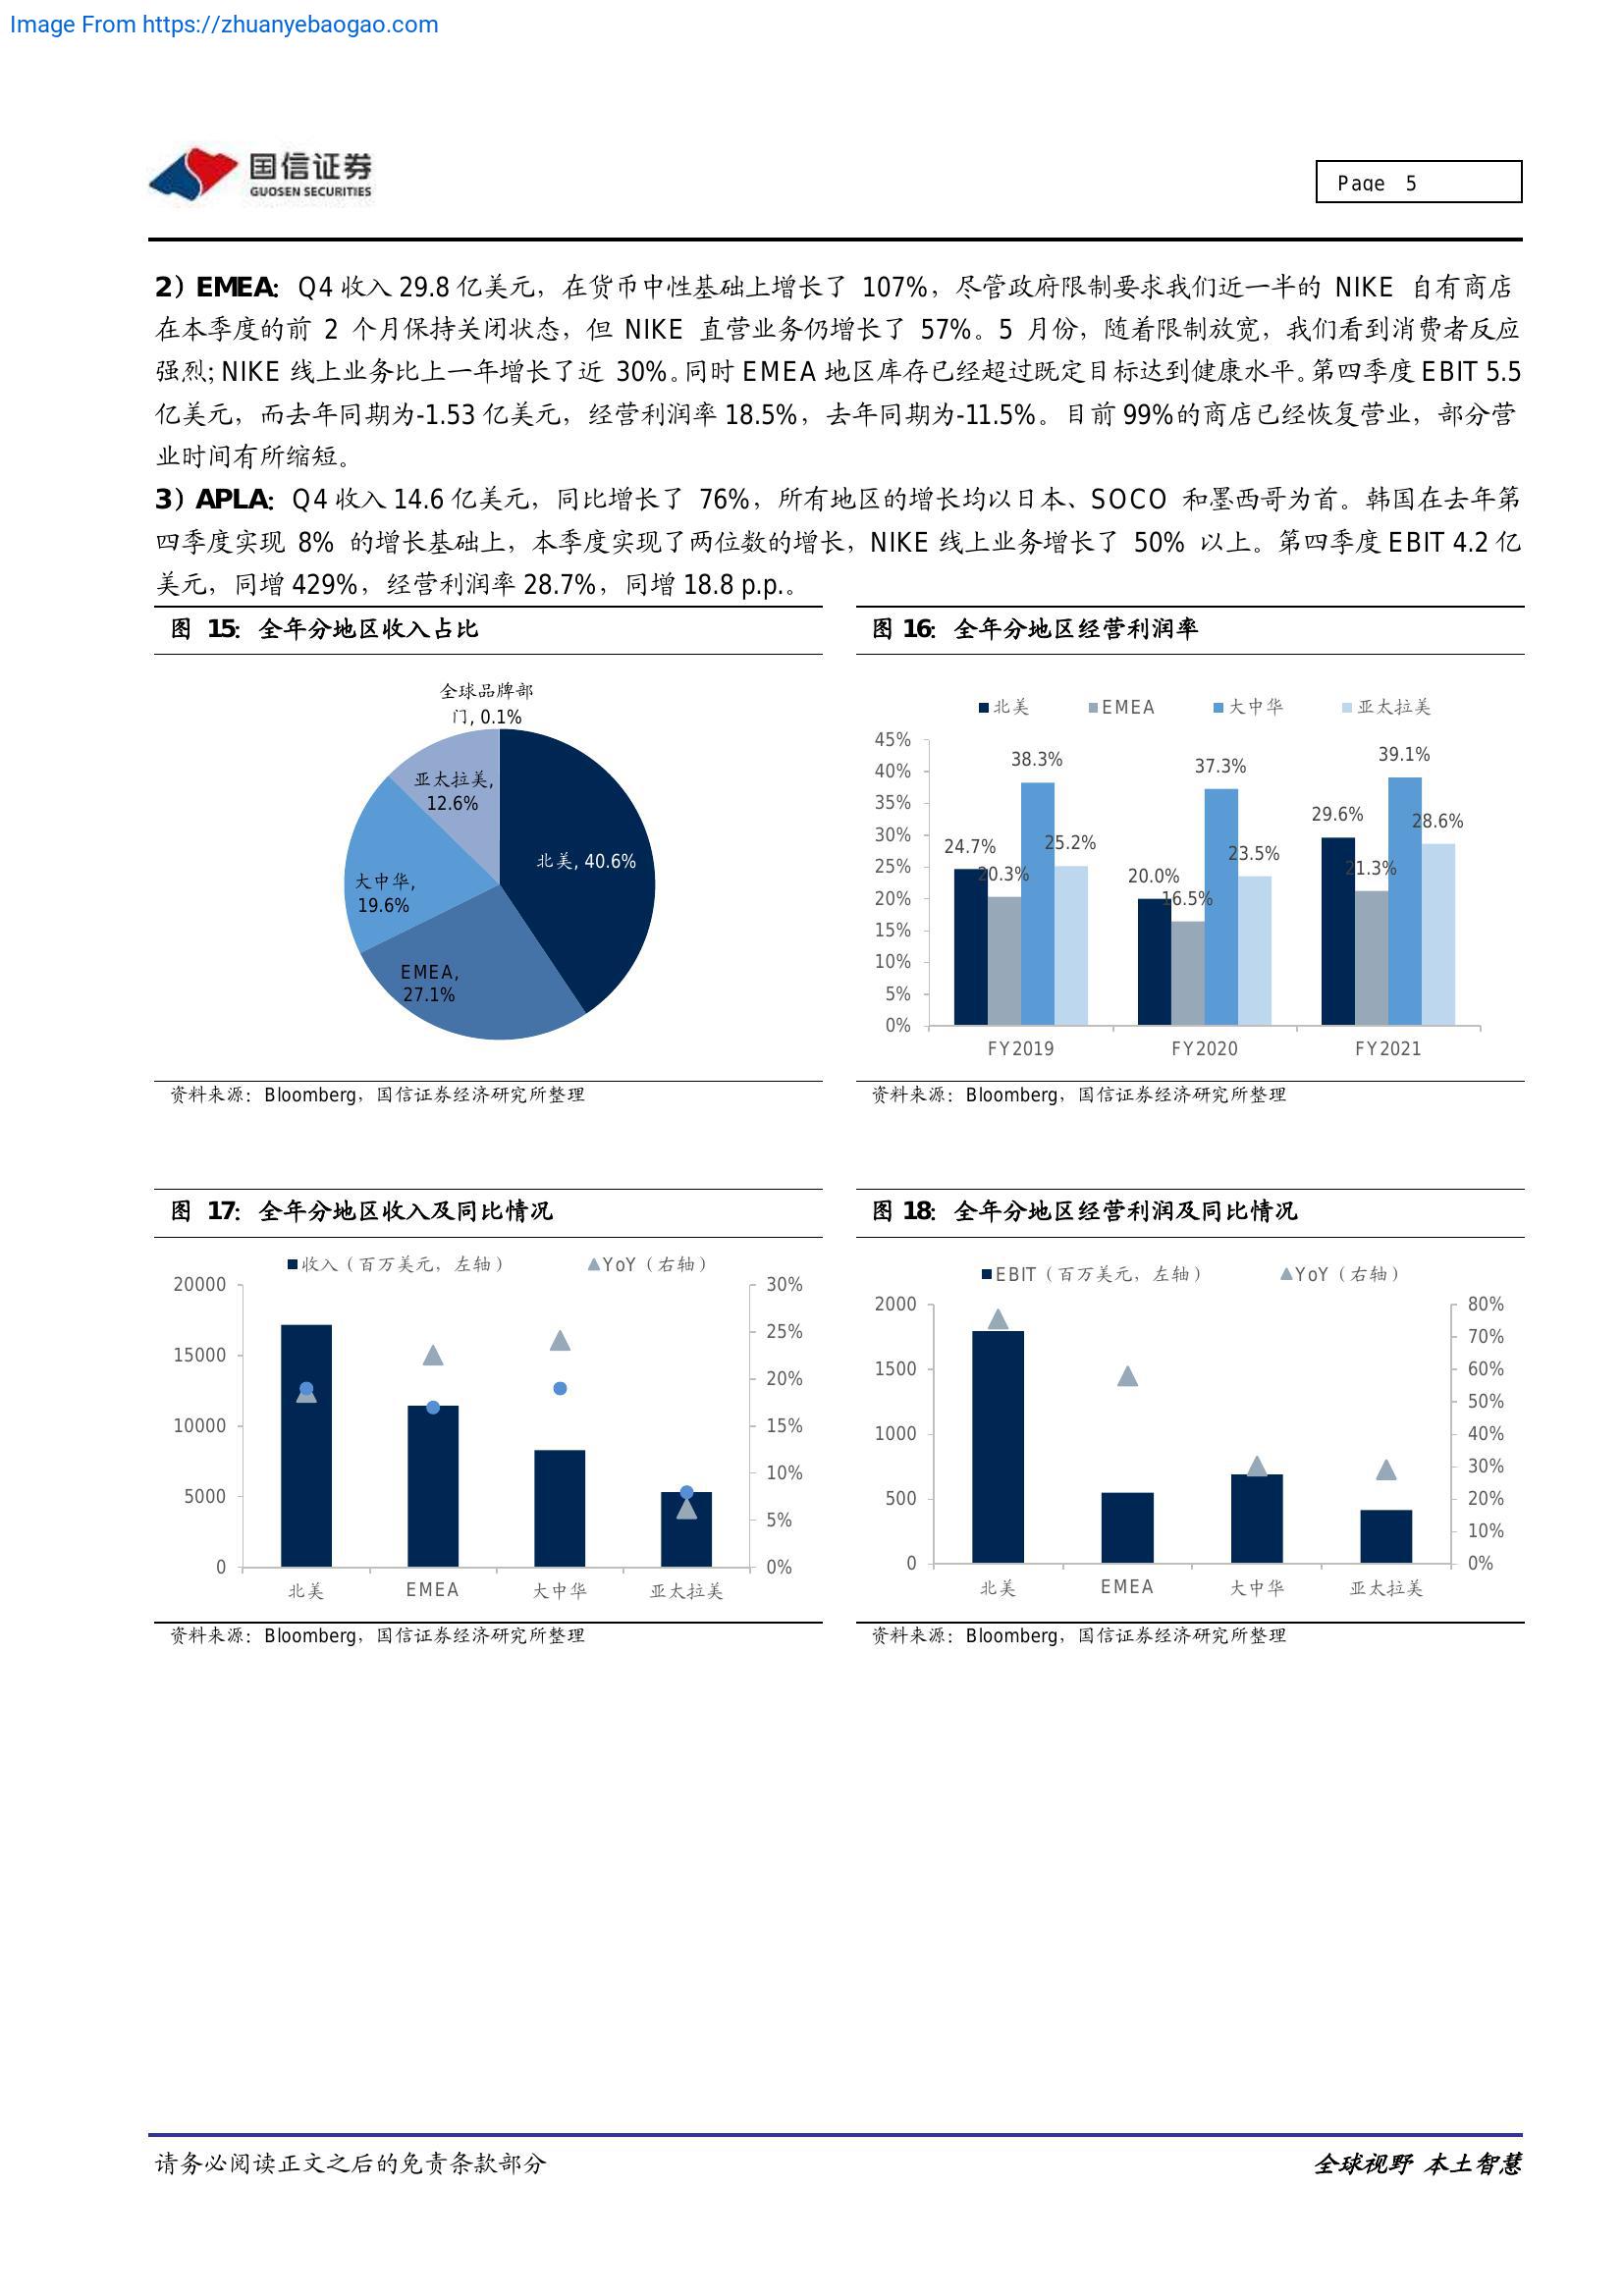 Image From https://zhuanyebaogao.com
国信证券
GUOSEN SECURITIES
Page 5
2）EMEA：Q4 收入 29.8 亿美元，在货币中性基础上增长了 107%，尽管政府限制要求我们近一半的 NIKE 自有商店
在本季度的前 2 个月保持关闭状态，但 NIKE 直营业务仍增长了 57%。5 月份，随着限制放宽，我们看到消费者反应
强烈；NIKE 线上业务比上一年增长了近 30%。同时 EMEA 地区库存已经超过既定目标达到健康水平。第四季度 EBIT 5.5
亿美元，而去年同期为-1.53 亿美元，经营利润率 18.5%，去年同期为-11.5%。目前 99%的商店已经恢复营业，部分营
业时间有所缩短。
3）APLA：Q4 收入 14.6 亿美元，同比增长了 76%，所有地区的增长均以日本、SOCO 和墨西哥为首。韩国在去年第
四季度实现 8% 的增长基础上，本季度实现了两位数的增长，NIKE 线上业务增长了 50% 以上。第四季度 EBIT 4.2 亿
美元，同增 429%，经营利润率 28.7%，同增 18.8 p.p.。
图 15：全年分地区收入占比
全球品牌部
门, 0.1%
亚太拉美,
12.6%
北美, 40.6%
大中华,
19.6%
EMEA,
27.1%
资料来源：Bloomberg，国信证券经济研究所整理
图 16：全年分地区经营利润率
北美 EMEA 大中华 亚太拉美
45%
40%
35%
30%
25%
20%
15%
10%
5%
0%
24.7% 20.3% 38.3% 25.2%
20.0% 16.5% 37.3% 23.5%
29.6% 21.3% 39.1% 28.6%
FY2019 FY2020 FY2021
资料来源：Bloomberg，国信证券经济研究所整理
图 17：全年分地区收入及同比情况
收入（百万美元，左轴） YoY（右轴）
20000
15000
10000
5000
0
30%
25%
20%
15%
10%
5%
0%
北美 EMEA 大中华 亚太拉美
资料来源：Bloomberg，国信证券经济研究所整理
图 18：全年分地区经营利润及同比情况
EBIT（百万美元，左轴） YoY（右轴）
2000
1500
1000
500
0
80%
70%
60%
50%
40%
30%
20%
10%
0%
北美 EMEA 大中华 亚太拉美
资料来源：Bloomberg，国信证券经济研究所整理
请务必阅读正文之后的免责条款部分
全球视野 本土智慧